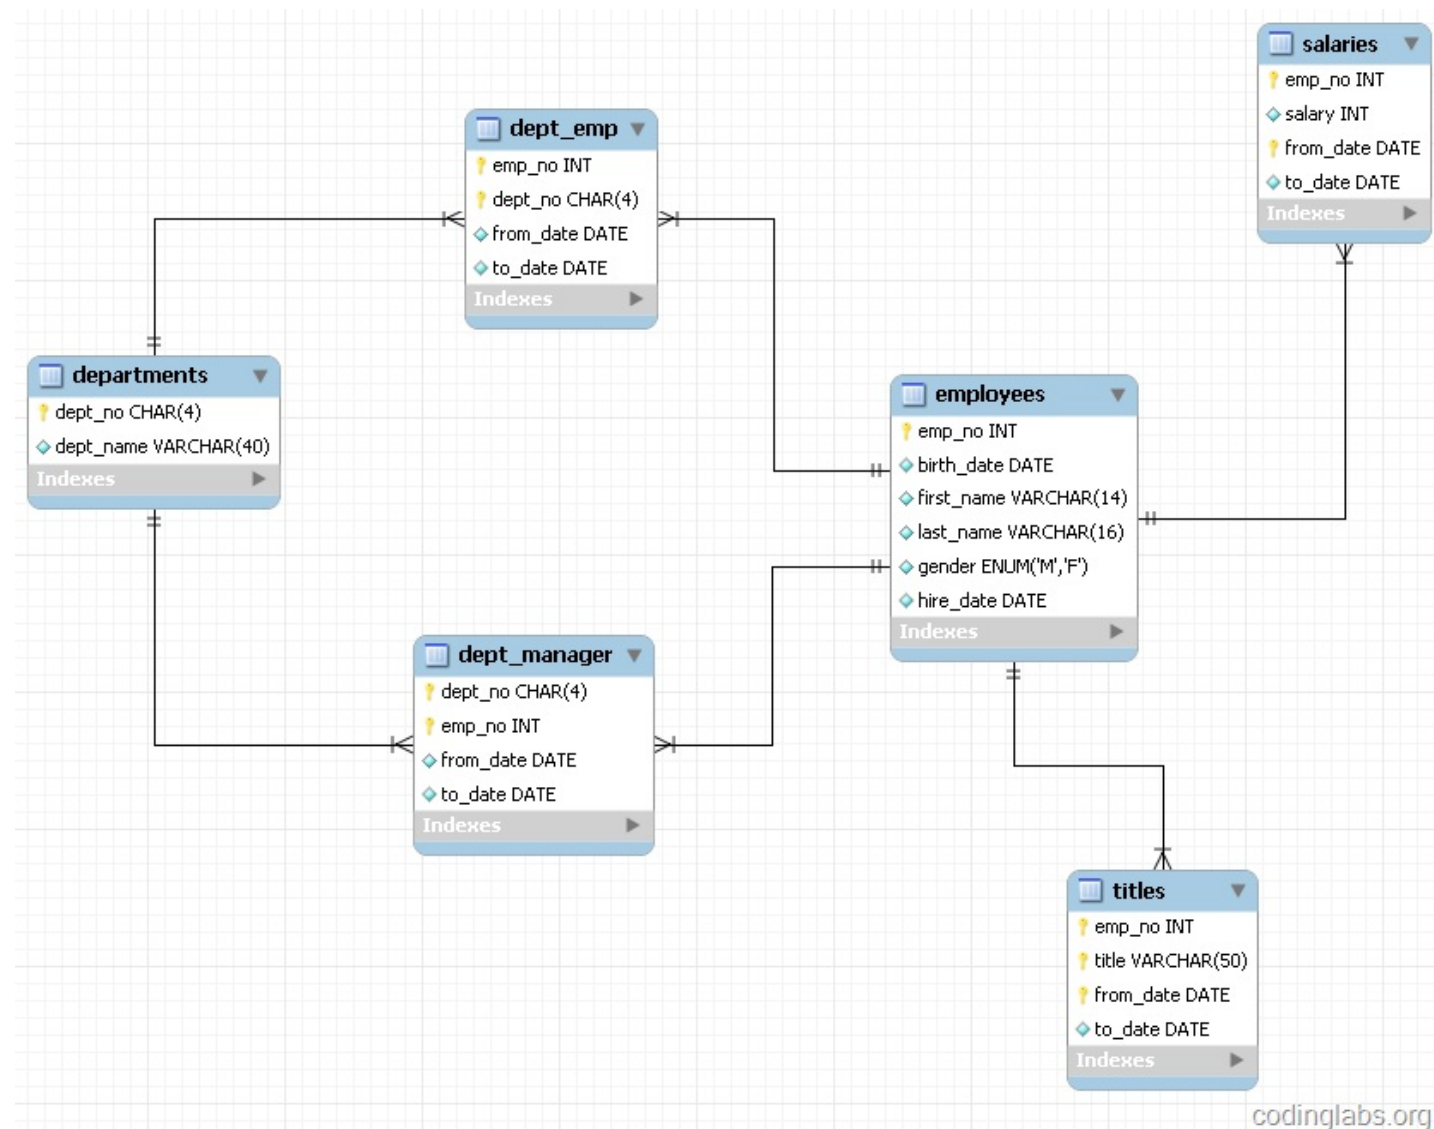 salaries
emp_no INT
salary INT
from_date DATE
to_date DATE
Indexes
dept_emp
emp_no INT
dept_no CHAR(4)
from_date DATE
to_date DATE
Indexes
departments
dept_no CHAR(4)
dept_name VARCHAR(40)
Indexes
employees
emp_no INT
birth_date DATE
first_name VARCHAR(14)
last_name VARCHAR(16)
gender ENUM('M','F')
hire_date DATE
Indexes
dept_manager
dept_no CHAR(4)
emp_no INT
from_date DATE
to_date DATE
Indexes
titles
emp_no INT
title VARCHAR(50)
from_date DATE
to_date DATE
Indexes
codinglabs.org